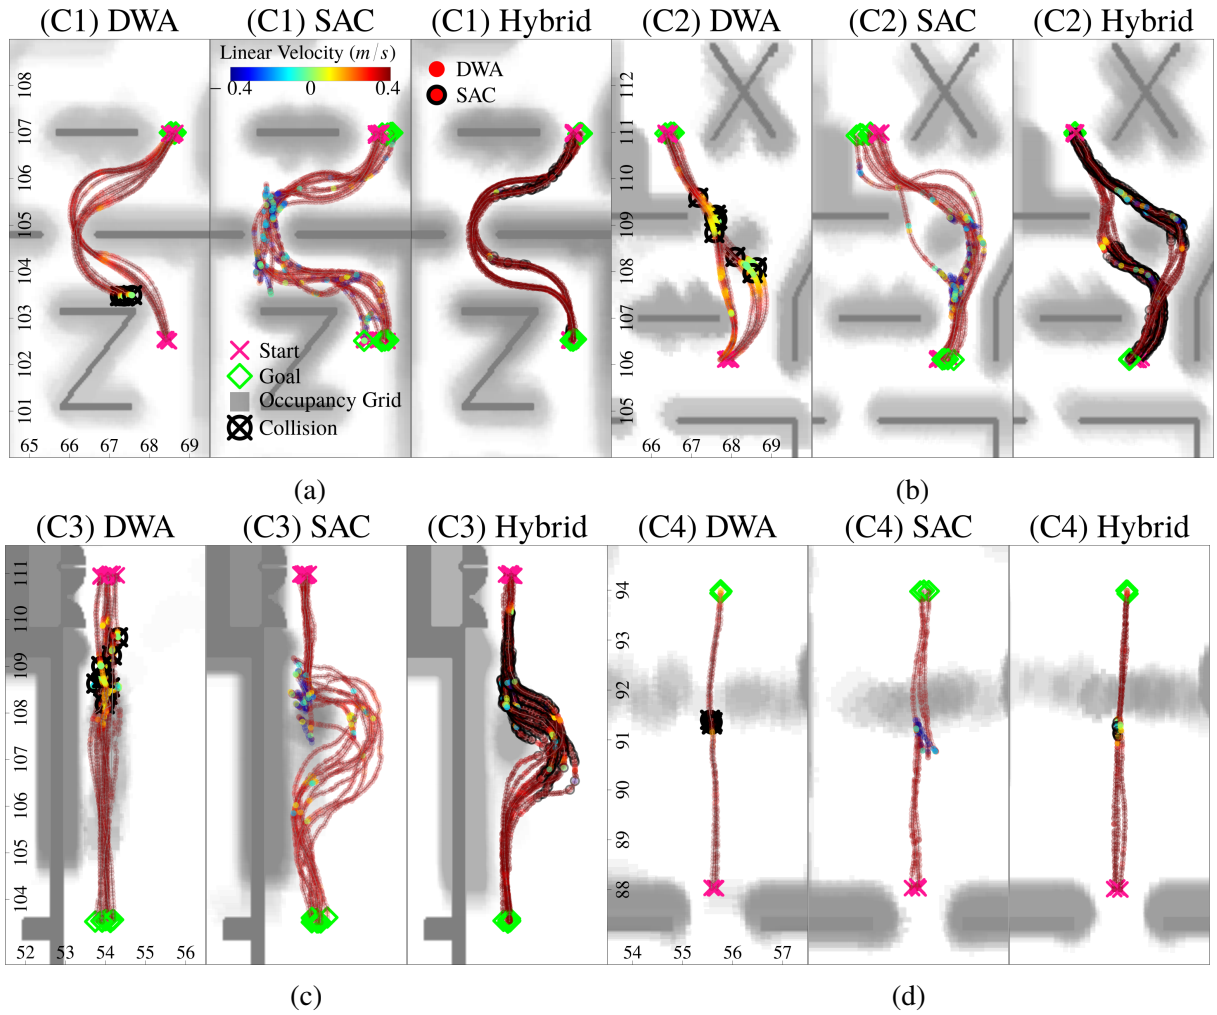 (C1) DWA (C1) SAC (C1) Hybrid (C2) DWA (C2) SAC (C2) Hybrid
Linear Velocity (m/s)
− 0.4 0 0.4
DWA
SAC
108
107
106
105
104
103
102
101
65 66 67 68 69
Start
Goal
Occupancy Grid
Collision
112
111
110
109
108
107
106
105
66 67 68 69
(a) (b)
(C3) DWA (C3) SAC (C3) Hybrid (C4) DWA (C4) SAC (C4) Hybrid
111
110
109
108
107
106
105
104
52 53 54 55 56
94
93
92
91
90
89
88
54 55 56 57
(c) (d)